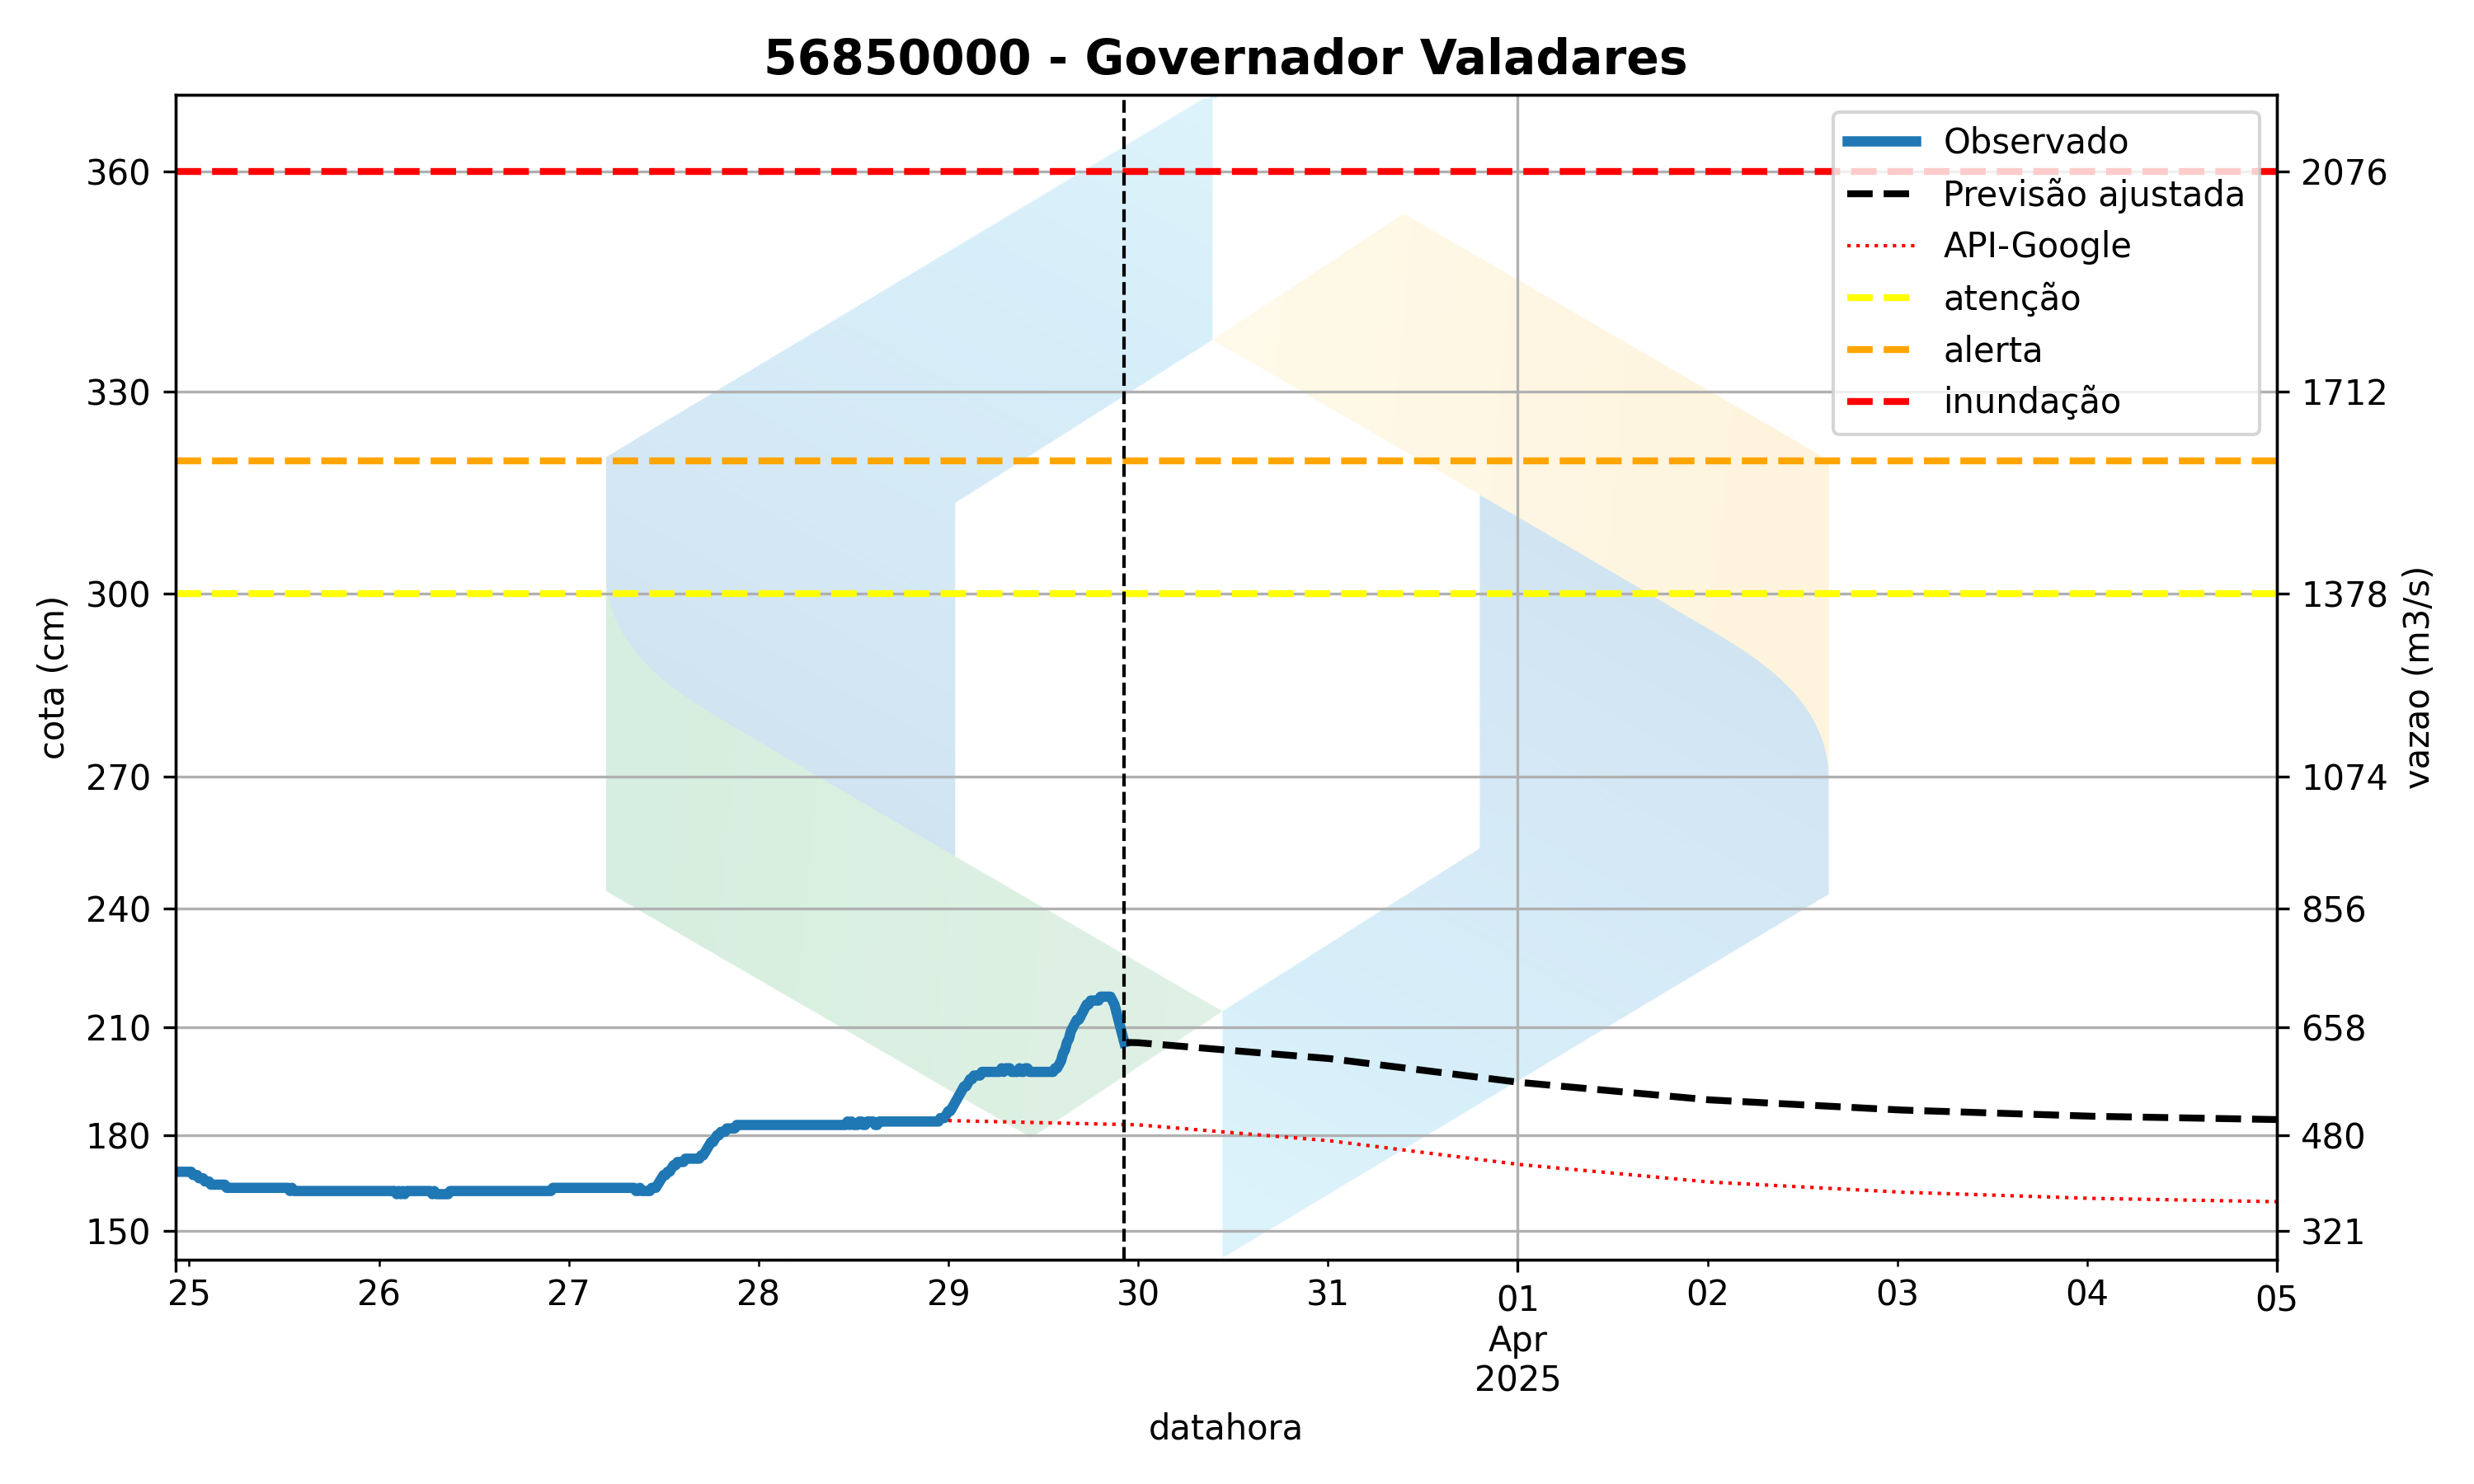 56850000 - Governador Valadares
Observado
Previsão ajustada
API-Google
atenção
alerta
inundação
360
330
300
270
240
210
180
150
cota (cm)
2076
1712
1378
1074
856
658
480
321
vazao (m3/s)
25 26 27 28 29 30 31 01 02 03 04 05
Apr
2025
datahora